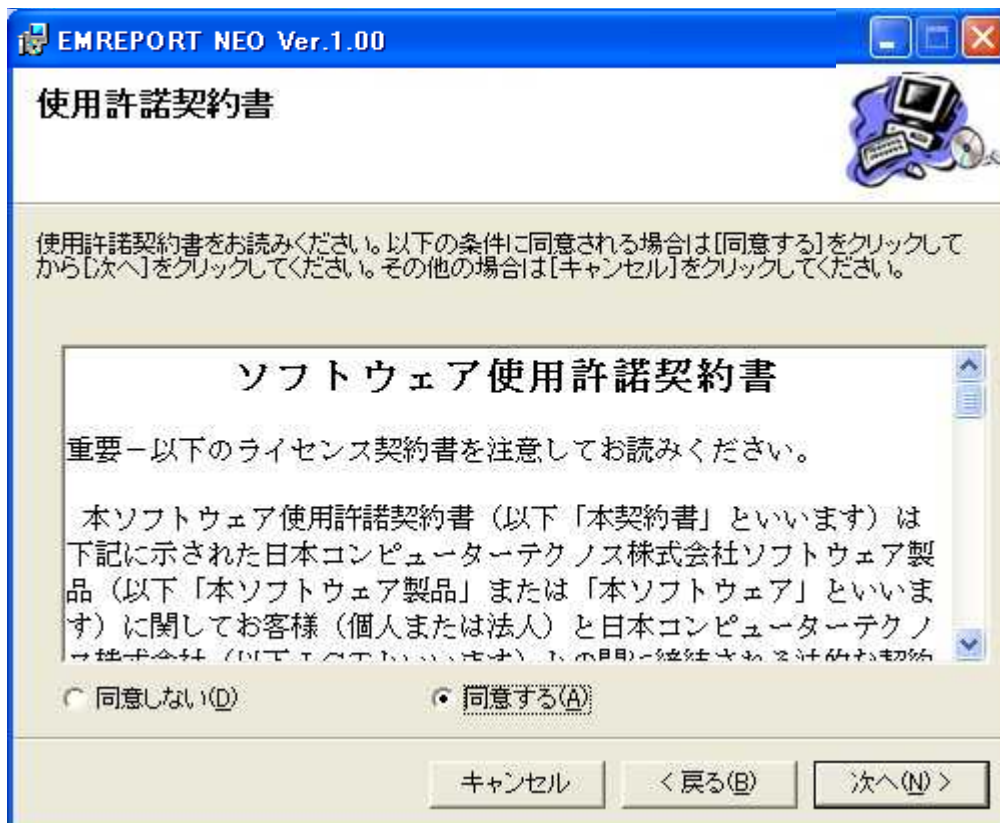 EMREPORT NEO Ver.1.00
使用許諾契約書
使用許諾契約書をお読みください。以下の条件に同意される場合は[同意する]をクリックして
から[次へ]をクリックしてください。その他の場合は[キャンセル]をクリックしてください。
ソフトウェア使用許諾契約書
重要－以下のライセンス契約書を注意してお読みください。
本ソフトウェア使用許諾契約書（以下「本契約書」といいます）は
下記に示された日本コンピューターテクノス株式会社ソフトウェア製
品（以下「本ソフトウェア製品」または「本ソフトウェア」といいま
す）に関してお客様（個人または法人）と日本コンピューターテクノ
同意しない(D)
同意する(A)
キャンセル
< 戻る(B)
次へ(N) >